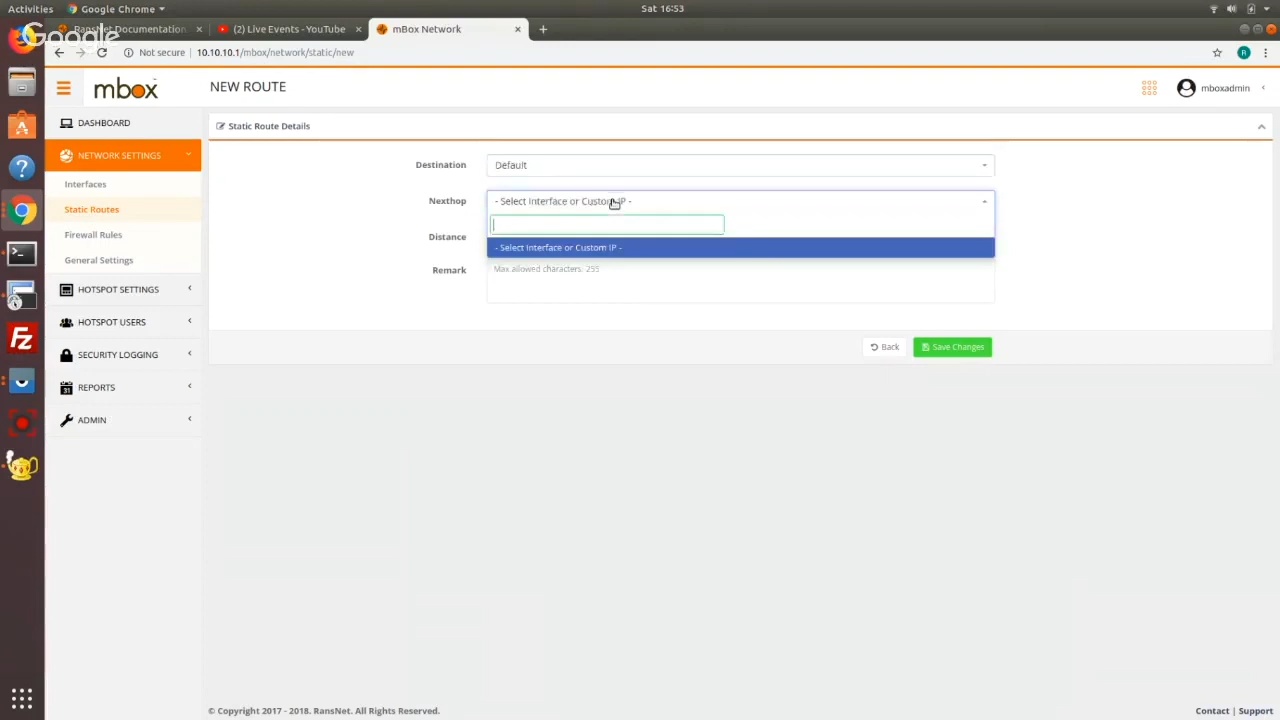 Activities
Google Chrome
Sat 16:53
RansNet Documentation
(2) Live Events - YouTube
mBox Network
Google
Not secure
10.10.10.1/mbox/network/static/new
R
mbox
NEW ROUTE
mboxadmin
DASHBOARD
Static Route Details
NETWORK SETTINGS
Destination
Default
Interfaces
Nexthop
- Select Interface or Custom IP -
Static Routes
Firewall Rules
Distance
- Select Interface or Custom IP -
General Settings
Remark
Max allowed characters: 255
HOTSPOT SETTINGS
HOTSPOT USERS
Back
Save Changes
SECURITY LOGGING
REPORTS
ADMIN
© Copyright 2017 - 2018. RansNet. All Rights Reserved.
Contact | Support